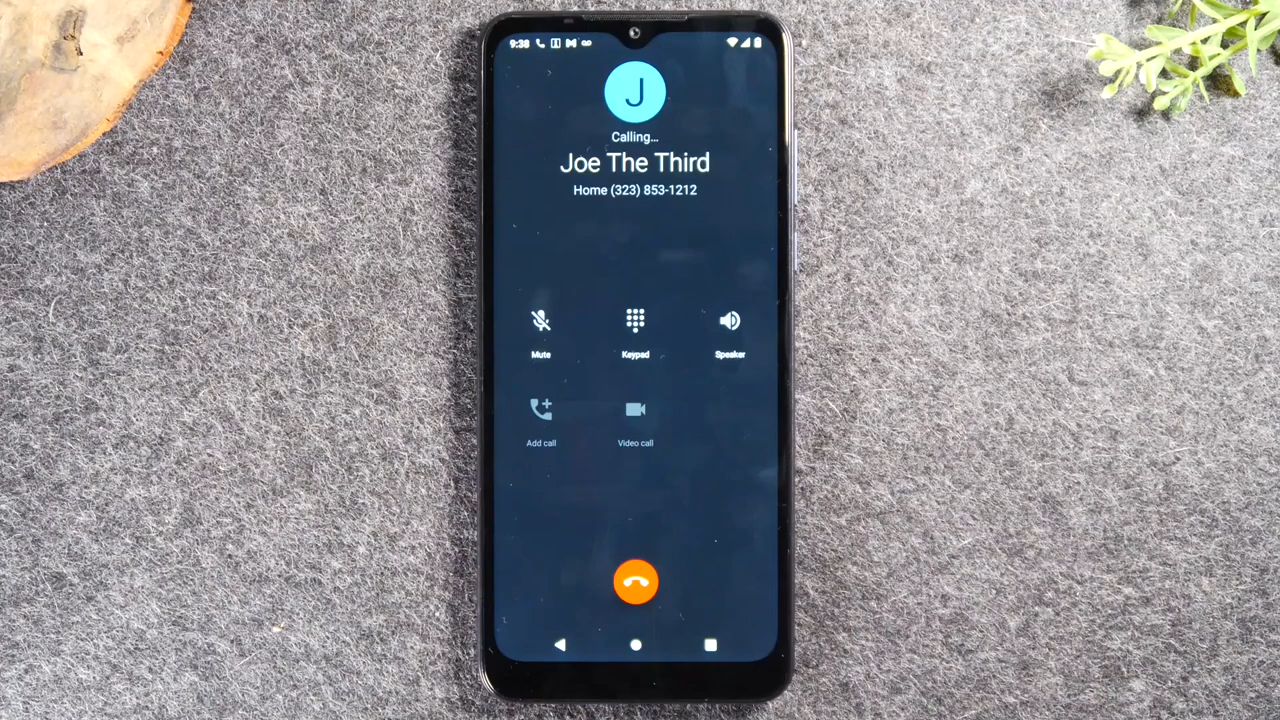 9:38
J
Calling…
Joe The Third
Home (323) 853-1212
Mute Keypad Speaker
Add call Video call